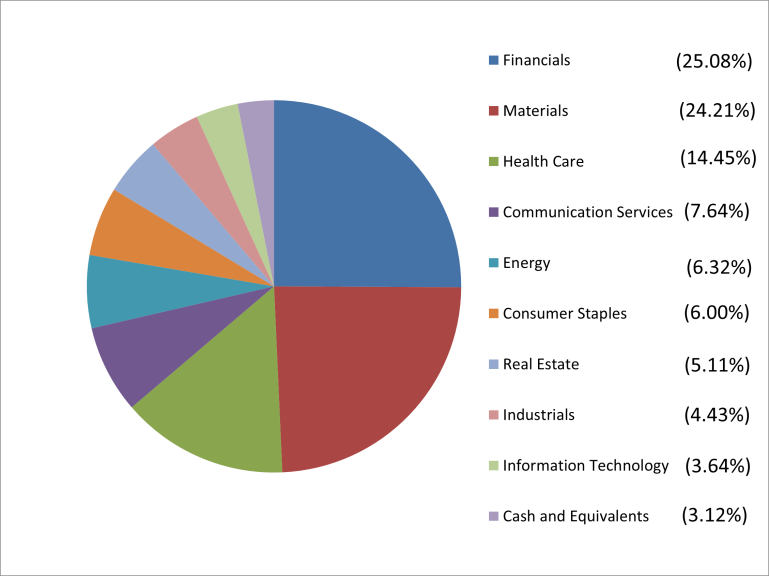 Financials (25.08%)
Materials (24.21%)
Health Care (14.45%)
Communication Services (7.64%)
Energy (6.32%)
Consumer Staples (6.00%)
Real Estate (5.11%)
Industrials (4.43%)
Information Technology (3.64%)
Cash and Equivalents (3.12%)